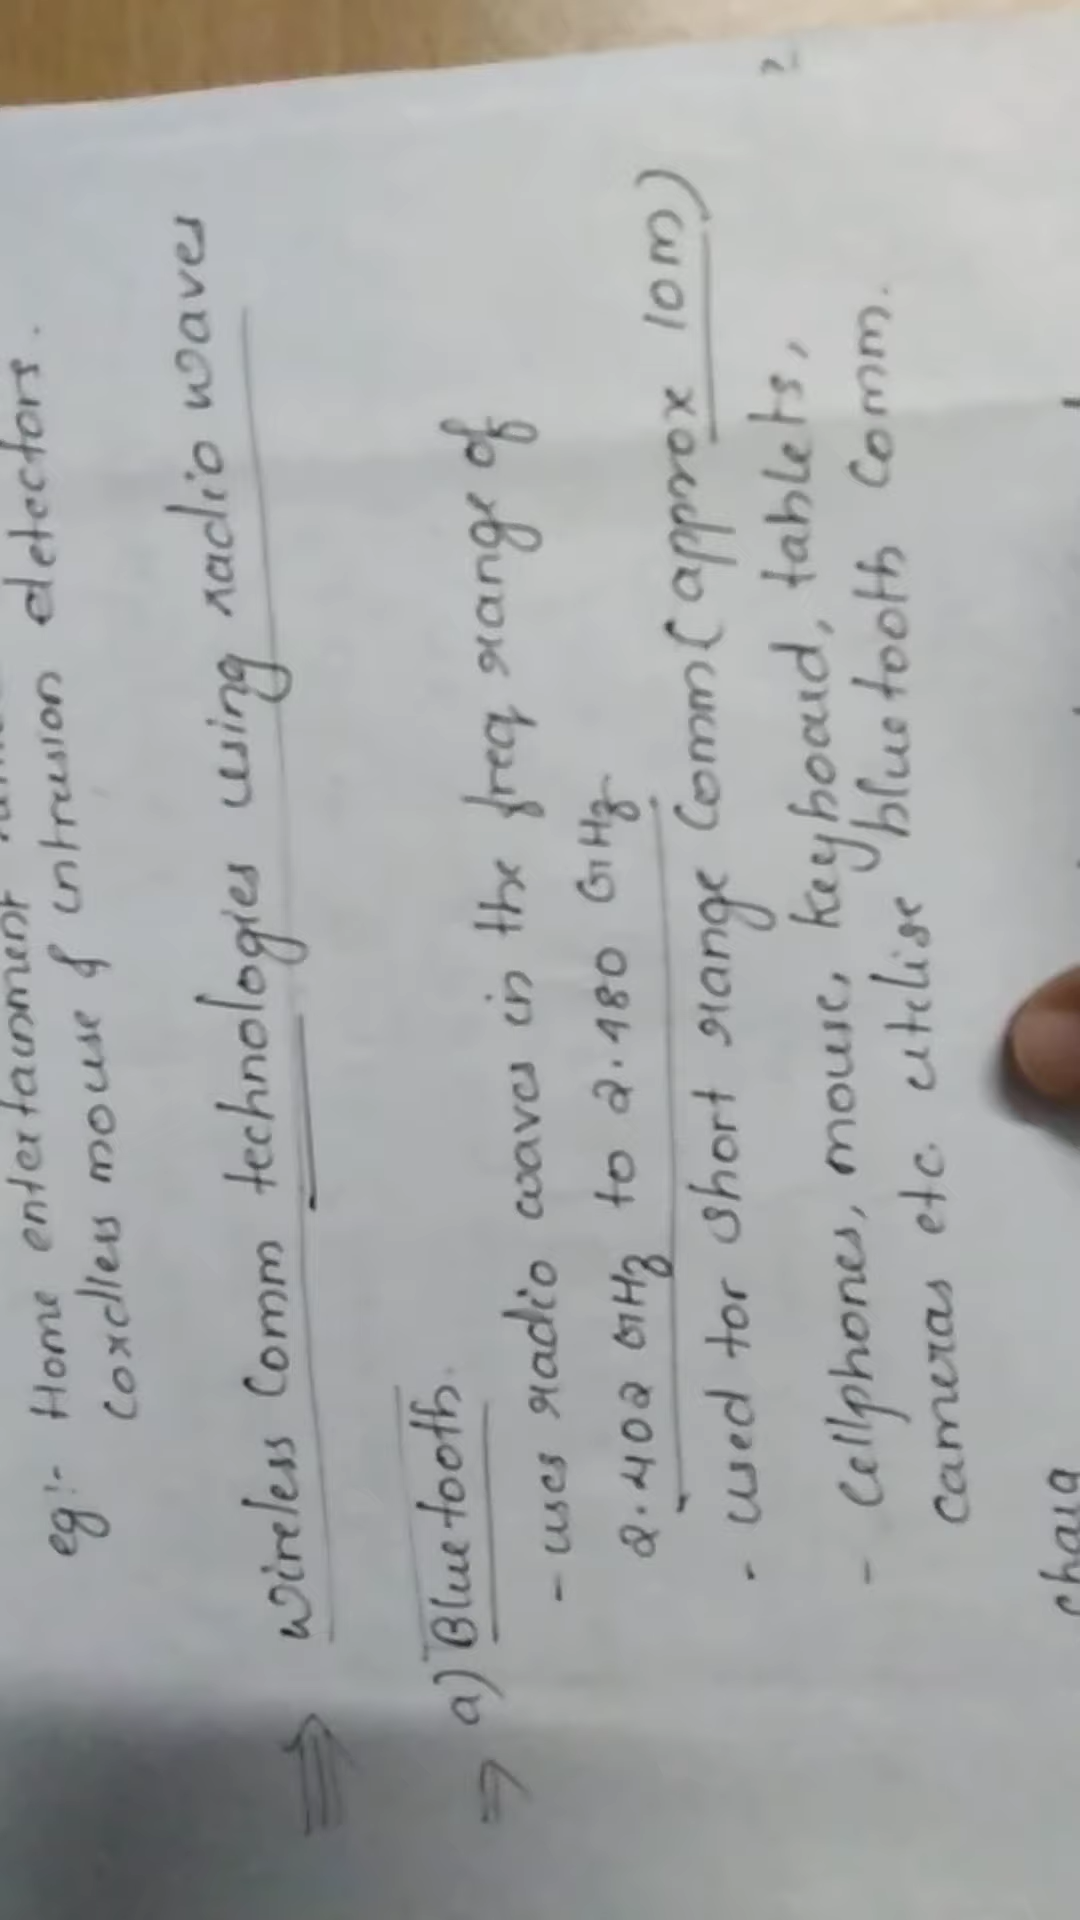 eg:- Home entertainment
cordless mouse & intrusion detectors.
⇒ wireless Comm technologies using radio waves
⇒ a) Bluetooth.
- uses radio waves in the freq range of
2.402 GHz to 2.480 GHz
- used for short range Comm (approx 10m)
- Cellphones, mouse, keyboard, tablets,
cameras etc. utilise bluetooth Comm.